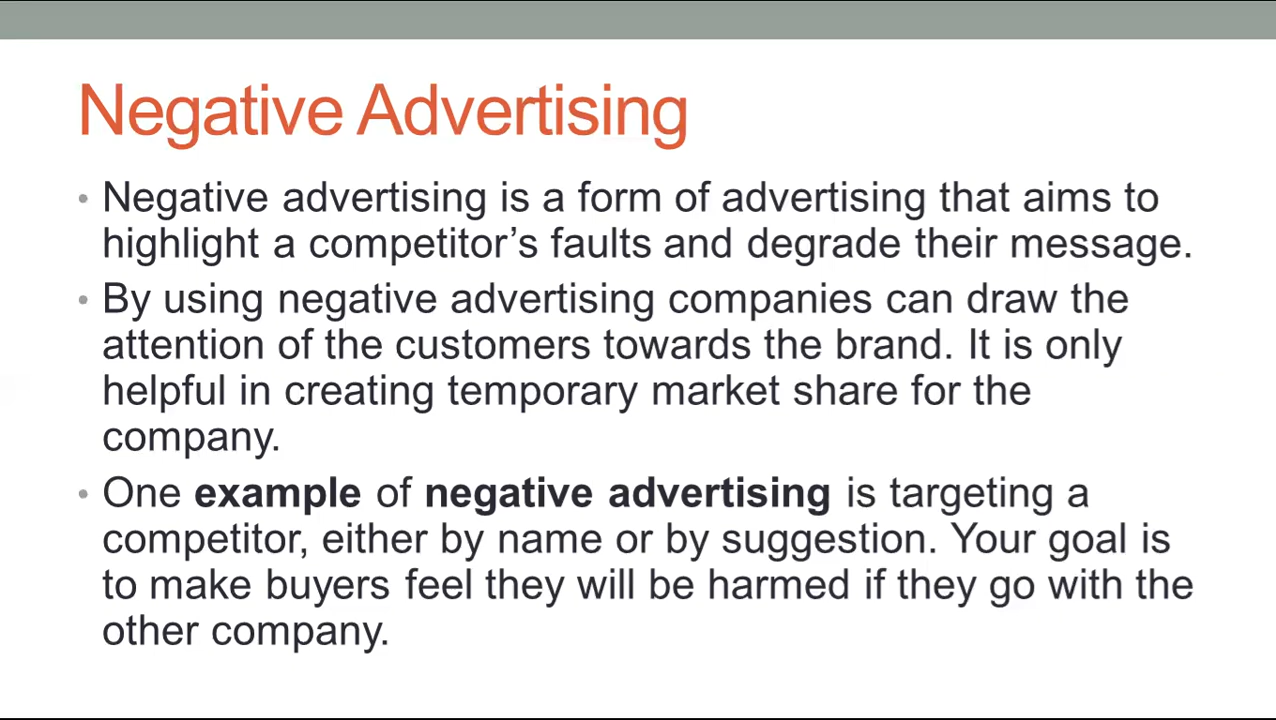 Negative Advertising
• Negative advertising is a form of advertising that aims to
highlight a competitor’s faults and degrade their message.
• By using negative advertising companies can draw the
attention of the customers towards the brand. It is only
helpful in creating temporary market share for the
company.
• One example of negative advertising is targeting a
competitor, either by name or by suggestion. Your goal is
to make buyers feel they will be harmed if they go with the
other company.